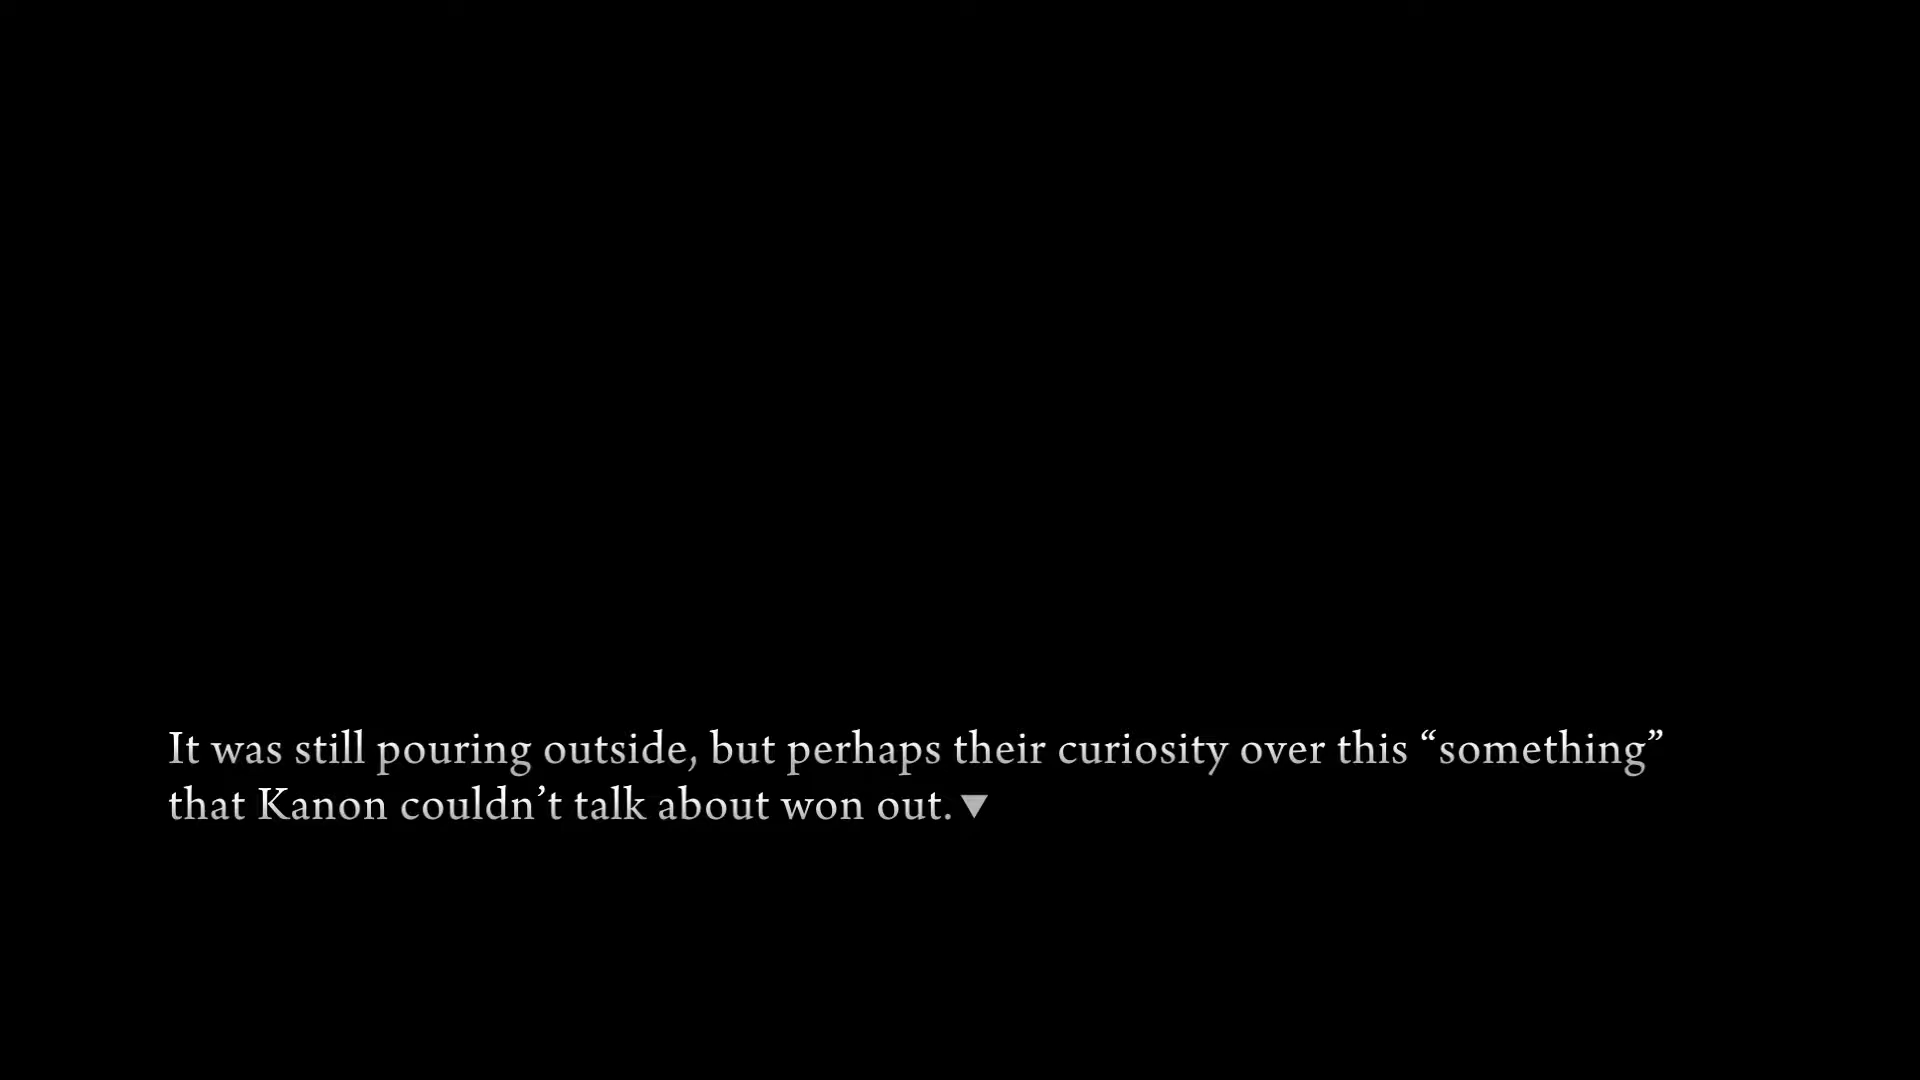 It was still pouring outside, but perhaps their curiosity over this “something”
that Kanon couldn’t talk about won out.